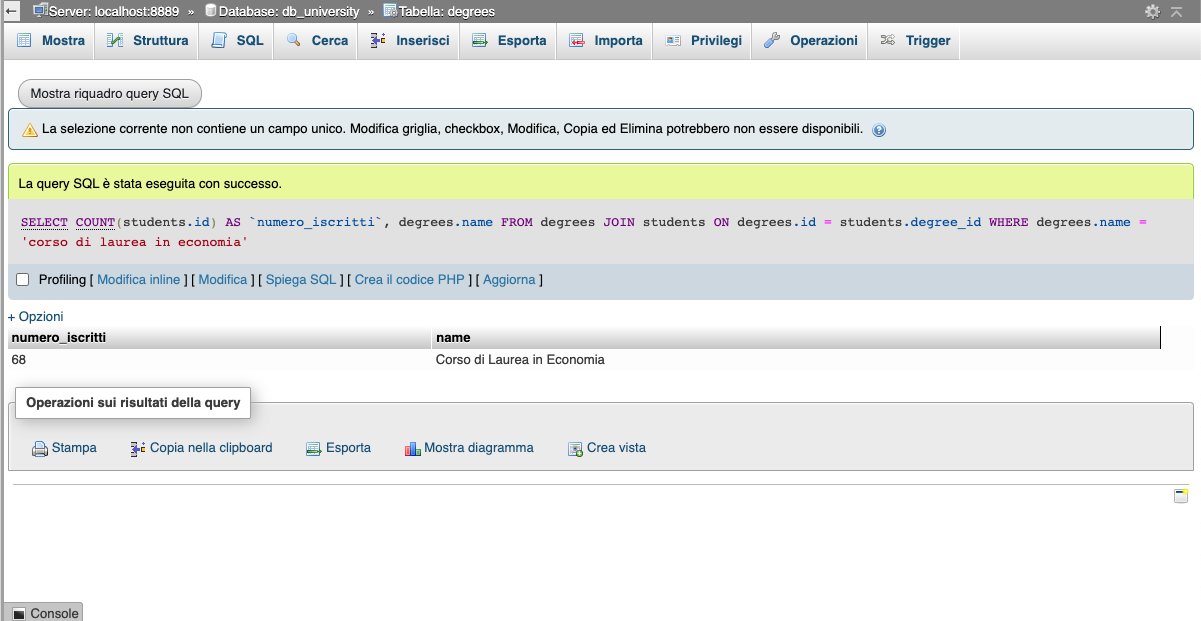 Server: localhost:8889 » Database: db_university » Tabella: degrees
Mostra Struttura SQL Cerca Inserisci Esporta Importa Privilegi Operazioni Trigger
Mostra riquadro query SQL
La selezione corrente non contiene un campo unico. Modifica griglia, checkbox, Modifica, Copia ed Elimina potrebbero non essere disponibili.
La query SQL è stata eseguita con successo.
SELECT COUNT(students.id) AS `numero_iscritti`, degrees.name FROM degrees JOIN students ON degrees.id = students.degree_id WHERE degrees.name =
'corso di laurea in economia'
Profiling [ Modifica inline ] [ Modifica ] [ Spiega SQL ] [ Crea il codice PHP ] [ Aggiorna ]
+ Opzioni
numero_iscritti name
68 Corso di Laurea in Economia
Operazioni sui risultati della query
Stampa Copia nella clipboard Esporta Mostra diagramma Crea vista
Console